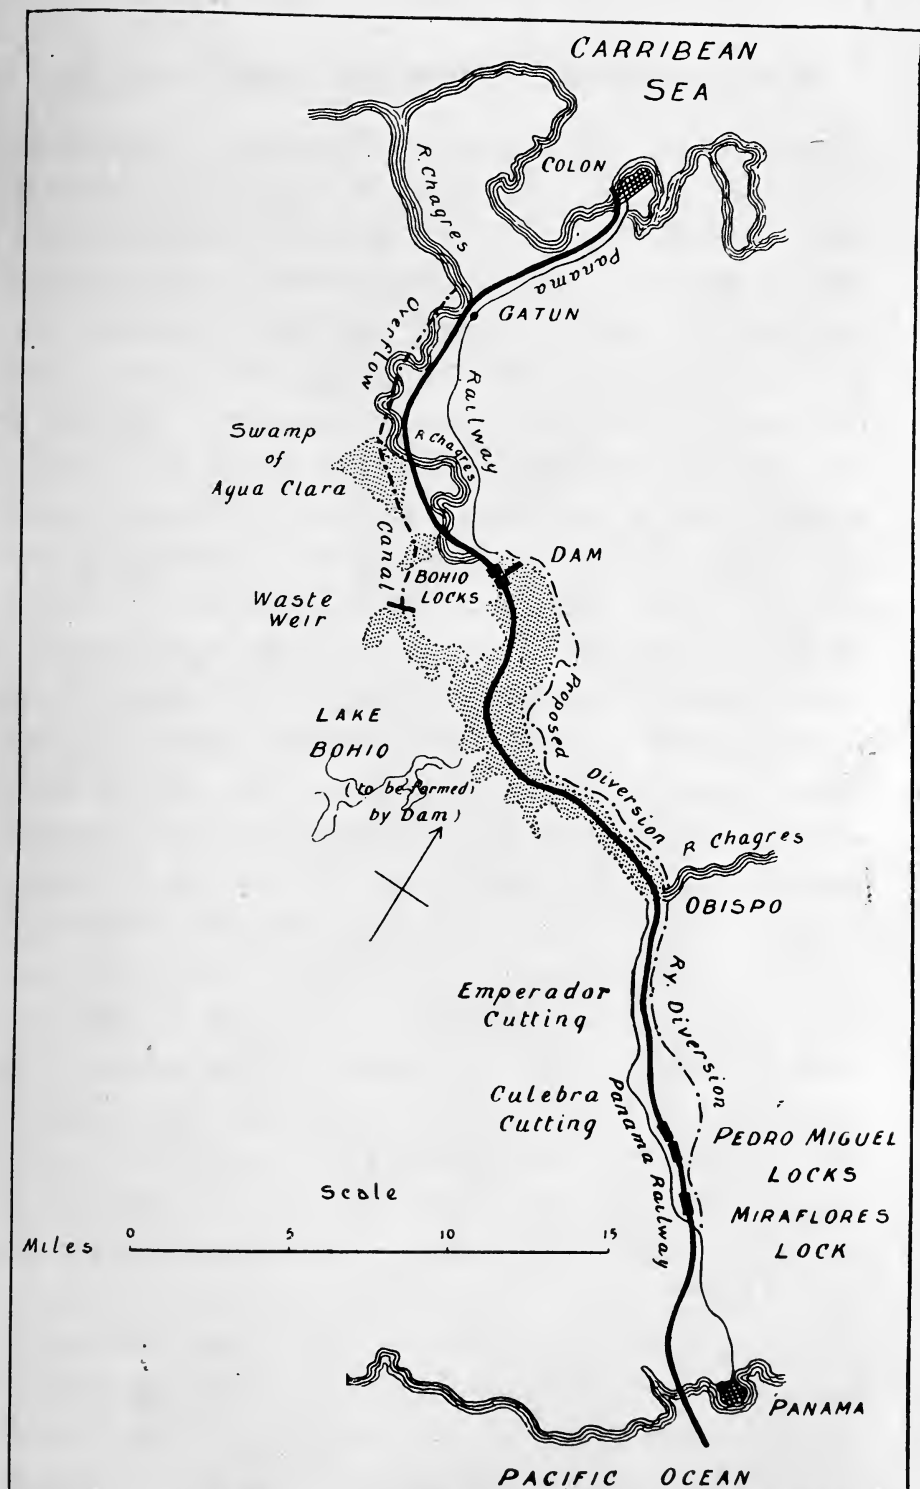 CARRIBEAN
SEA
R. Chagres
COLON
Panama
GATUN
Overflow
Railway
Swamp
of
Agua Clara
R Chagres
Canal
DAM
BOHIO
LOCKS
Waste
Weir
Proposed
LAKE
BOHIO
(to be formed)
by Dam)
Diversion
R Chagres
OBISPO
Emperador
Cutting
Ry. Diversion
Culebra
Cutting
Panama Railway
PEDRO MIGUEL
LOCKS
MIRAFLORES
LOCK
Scale
Miles 0 5 10 15
PANAMA
PACIFIC OCEAN